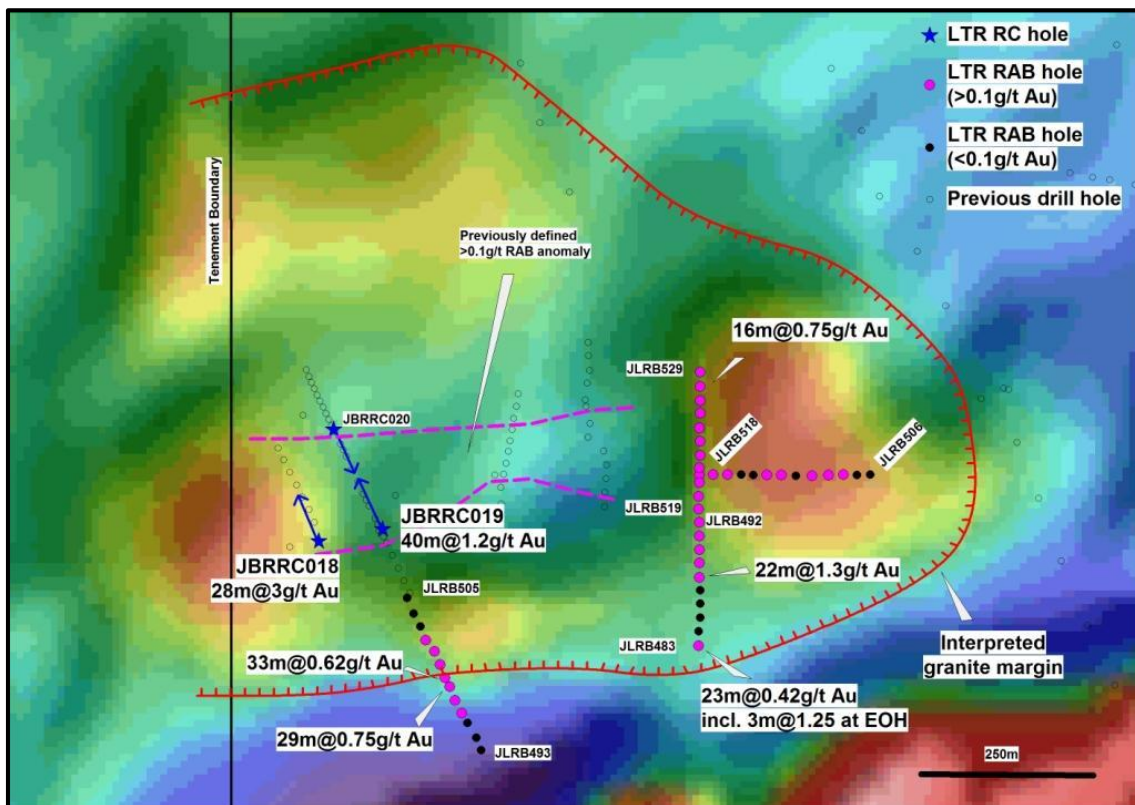 LTR RC hole
LTR RAB hole
(>0.1g/t Au)
LTR RAB hole
(<0.1g/t Au)
Previous drill hole
Tenement Boundary
Previously defined
>0.1g/t RAB anomaly
16m@0.75g/t Au
JLRB529
JBRRC020
JLRB518
JLRB506
JLRB519
JBRRC019
40m@1.2g/t Au
JLRB492
JBRRC018
28m@3g/t Au
22m@1.3g/t Au
JLRB505
JLRB483
Interpreted
granite margin
33m@0.62g/t Au
23m@0.42g/t Au
incl. 3m@1.25 at EOH
29m@0.75g/t Au
JLRB493
250m